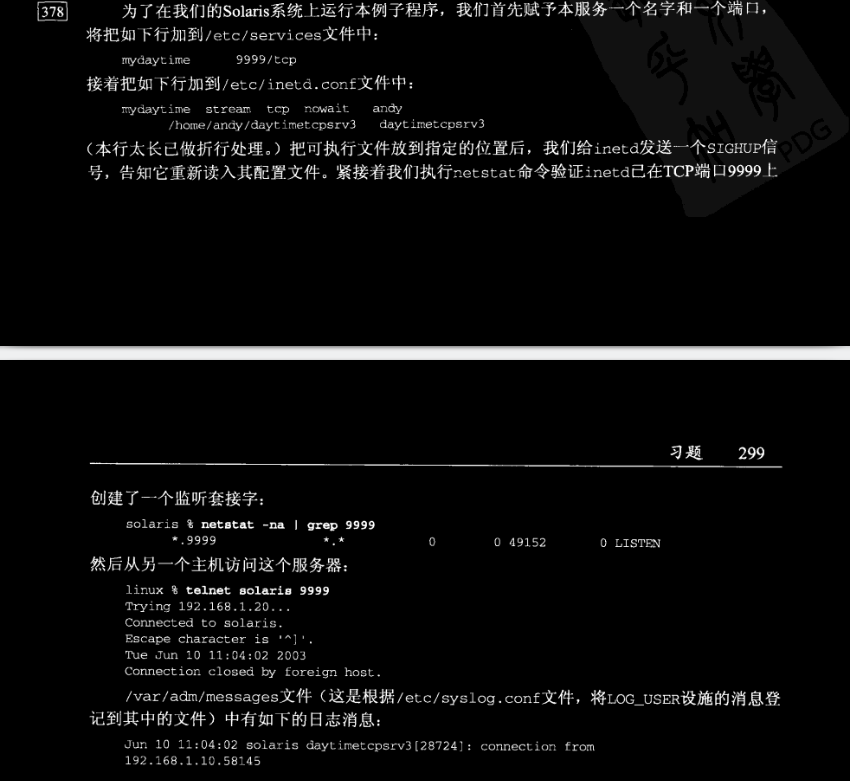 378 为了在我们的Solaris系统上运行本例子程序，我们首先赋予本服务一个名字和一个端口，
将把如下行加到/etc/services文件中：
mydaytime 9999/tcp
接着把如下行加到/etc/inetd.conf文件中：
mydaytime stream tcp nowait andy
/home/andy/daytimetcpsrv3 daytimetcpsrv3
（本行太长已做折行处理。）把可执行文件放到指定的位置后，我们给inetd发送一个SIGHUP信
号，告知它重新读入其配置文件。紧接着我们执行netstat命令验证inetd已在TCP端口9999上
PDG
习题 299
创建了一个监听套接字：
solaris % netstat -na | grep 9999
*.9999 *.* 0 0 49152 0 LISTEN
然后从另一个主机访问这个服务器：
linux % telnet solaris 9999
Trying 192.168.1.20...
Connected to solaris.
Escape character is '^]'.
Tue Jun 10 11:04:02 2003
Connection closed by foreign host.
/var/adm/messages文件（这是根据/etc/syslog.conf文件，将LOG_USER设施的消息登
记到其中的文件）中有如下的日志消息：
Jun 10 11:04:02 solaris daytimetcpsrv3[28724]: connection from
192.168.1.10.58145